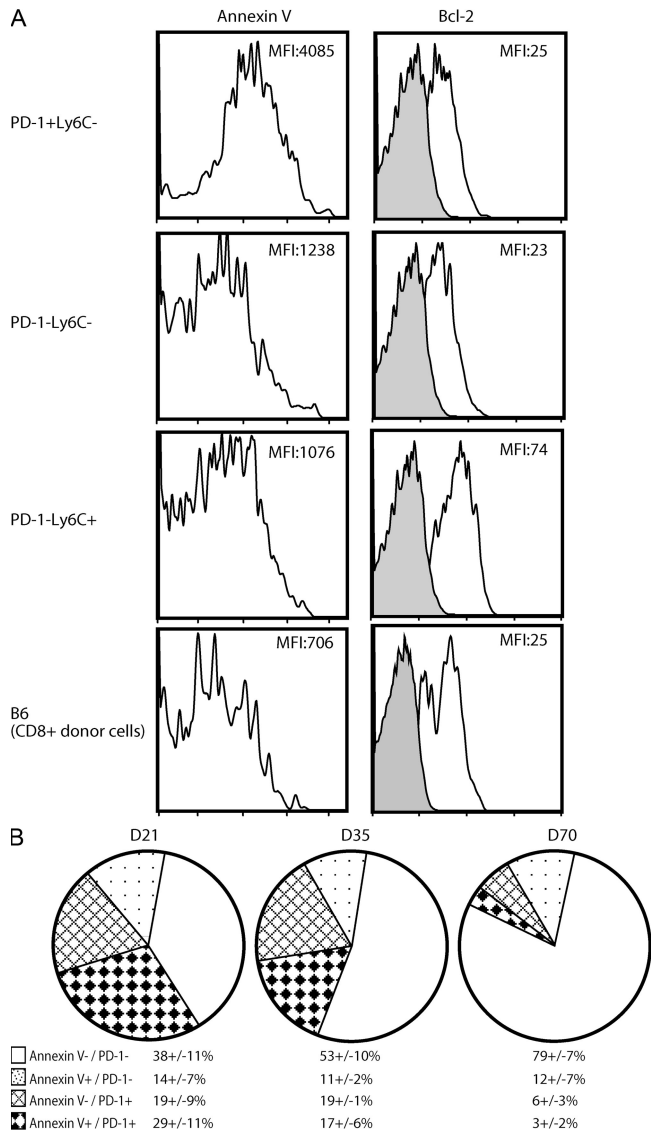 A
Annexin V
Bcl-2
PD-1+Ly6C-
MFI:4085
MFI:25
PD-1-Ly6C-
MFI:1238
MFI:23
PD-1-Ly6C+
MFI:1076
MFI:74
B6
(CD8+ donor cells)
MFI:706
MFI:25
B
D21
D35
D70
Annexin V- / PD-1- 38+/-11% 53+/-10% 79+/-7%
Annexin V+ / PD-1- 14+/-7% 11+/-2% 12+/-7%
Annexin V- / PD-1+ 19+/-9% 19+/-1% 6+/-3%
Annexin V+ / PD-1+ 29+/-11% 17+/-6% 3+/-2%